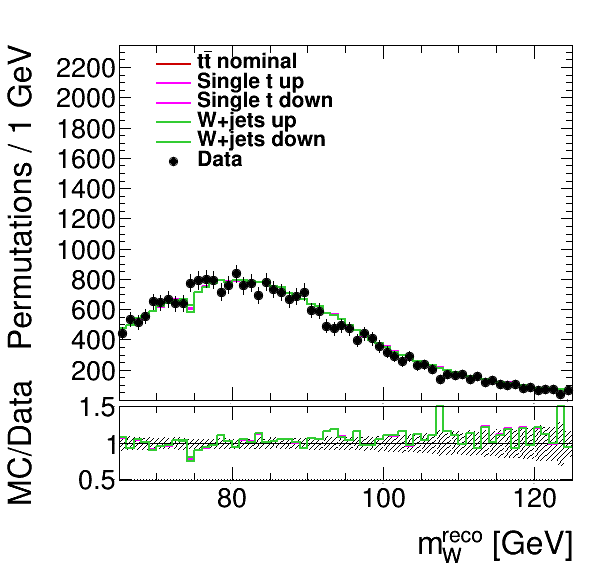 Permutations / 1 GeV
2200
2000
1800
1600
1400
1200
1000
800
600
400
200
tt̄ nominal
Single t up
Single t down
W+jets up
W+jets down
Data
MC/Data
1.5
1
0.5
80
100
120
m_W^reco [GeV]